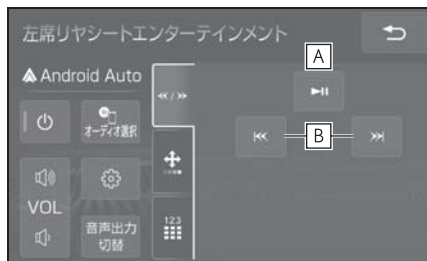 左席リヤシートエンターテインメント
A
Android Auto
オーディオ選択
B
VOL
音声出力
切替
123